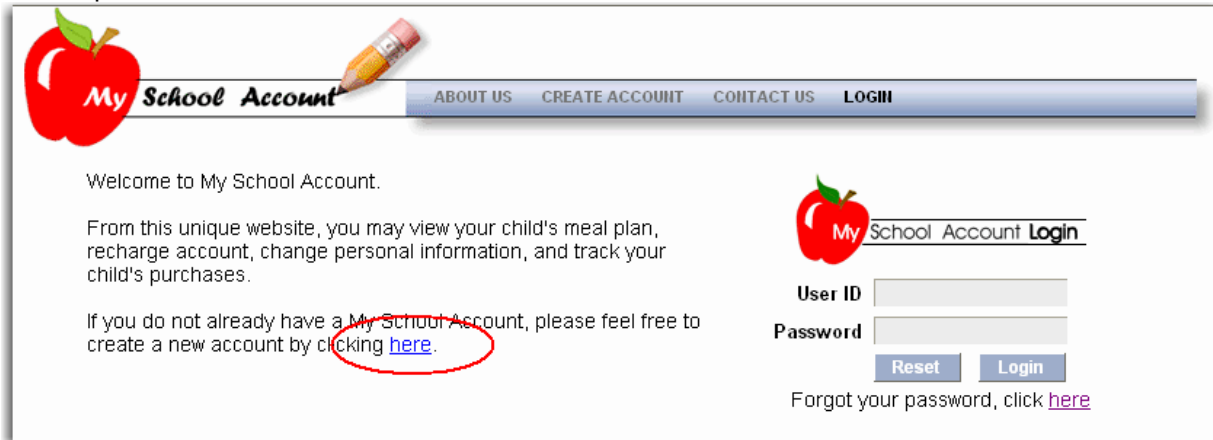 My School Account
ABOUT US CREATE ACCOUNT CONTACT US LOGIN
Welcome to My School Account.
From this unique website, you may view your child's meal plan,
recharge account, change personal information, and track your
child's purchases.
If you do not already have a My School Account, please feel free to
create a new account by clicking here.
My School Account Login
User ID
Password
Reset Login
Forgot your password, click here